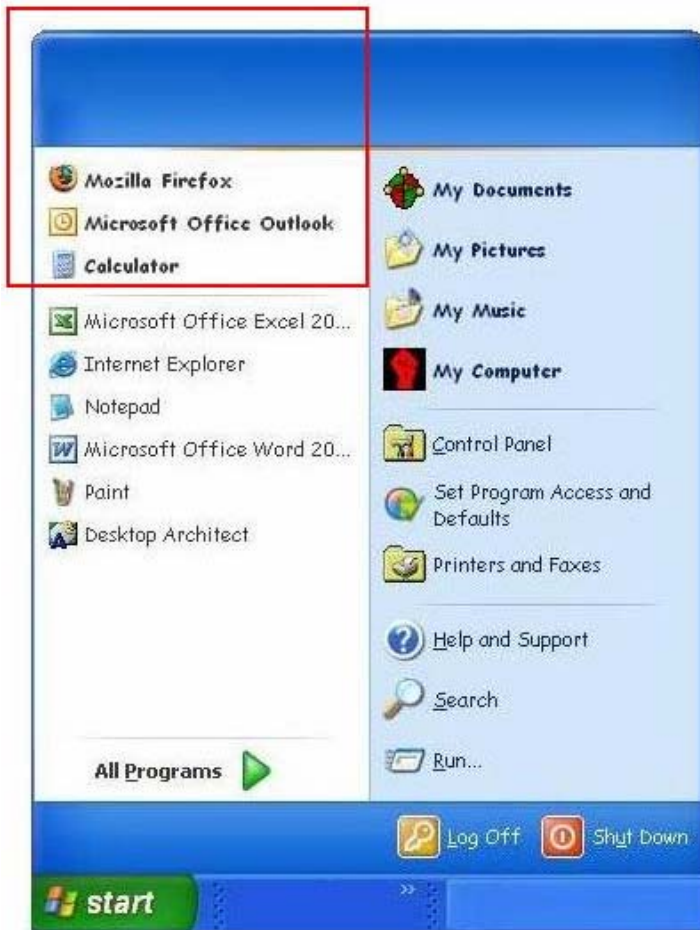 Mozilla Firefox
Microsoft Office Outlook
Calculator
Microsoft Office Excel 20...
Internet Explorer
Notepad
Microsoft Office Word 20...
Paint
Desktop Architect
All Programs
My Documents
My Pictures
My Music
My Computer
Control Panel
Set Program Access and
Defaults
Printers and Faxes
Help and Support
Search
Run...
Log Off
Shut Down
start